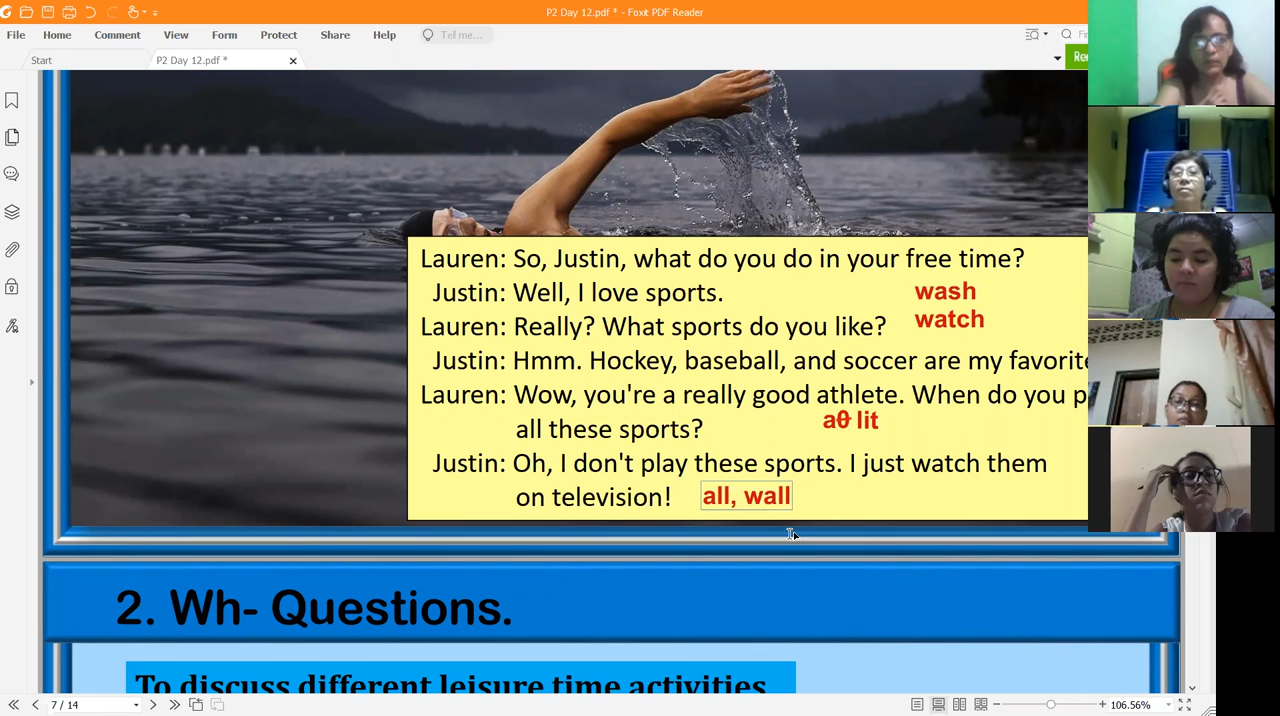 P2 Day 12.pdf * - Foxit PDF Reader
File Home Comment View Form Protect Share Help Tell me...
Start P2 Day 12.pdf *
Lauren: So, Justin, what do you do in your free time?
Justin: Well, I love sports.
wash
Lauren: Really? What sports do you like?
watch
Justin: Hmm. Hockey, baseball, and soccer are my favorite
Lauren: Wow, you're a really good athlete. When do you p
aθ lit
all these sports?
Justin: Oh, I don't play these sports. I just watch them
on television!
all, wall
2. Wh- Questions.
To discuss different leisure time activities
7 / 14
106.56%